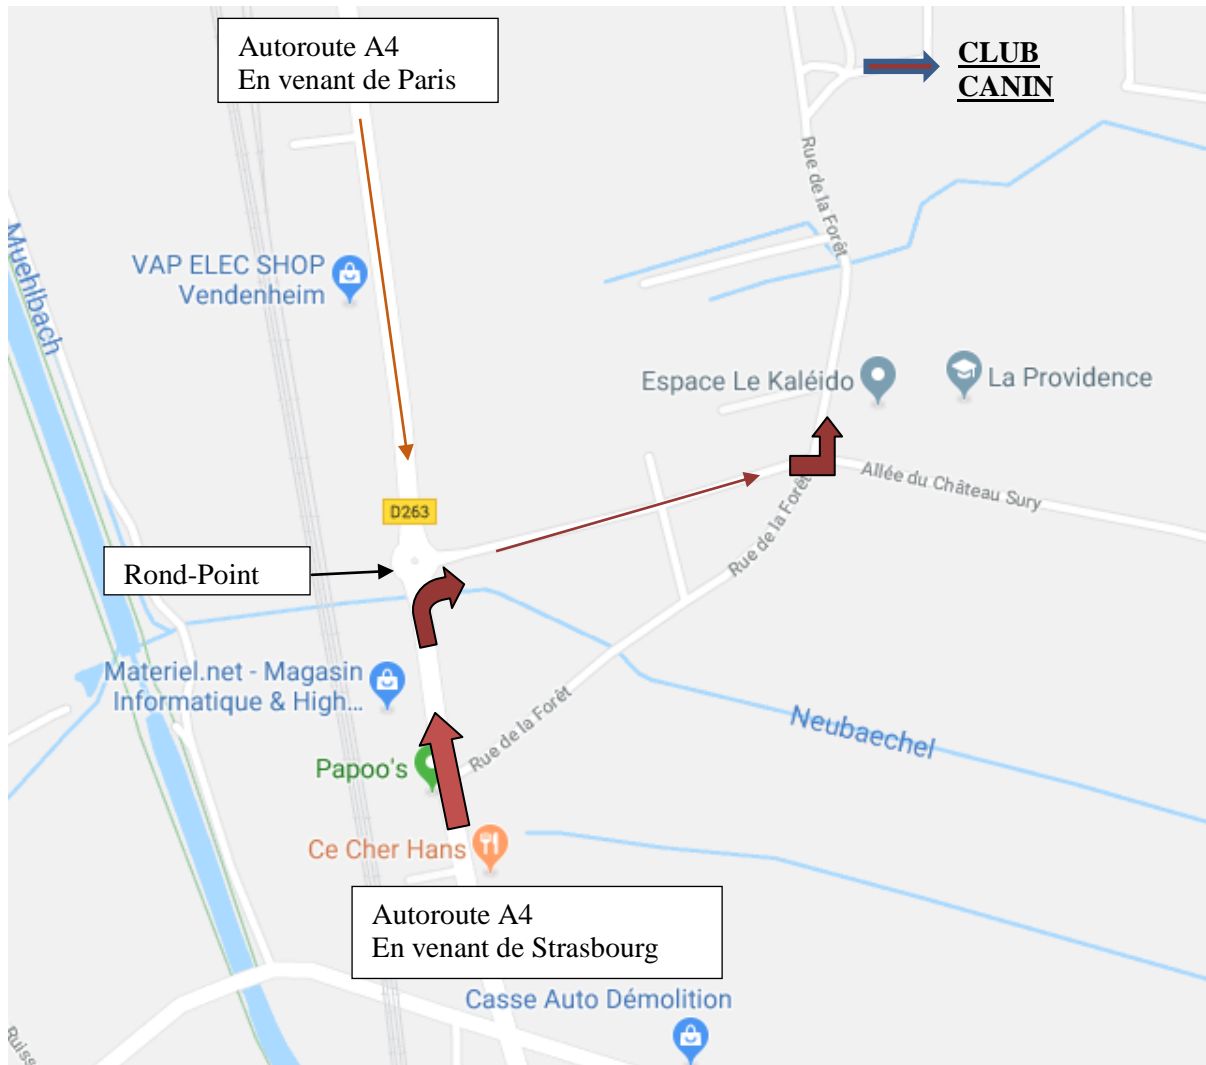 Autoroute A4
En venant de Paris
CLUB
CANIN
Rue de la Forêt
Muehlbach
VAP ELEC SHOP
Vendenheim
Espace Le Kaléido
La Providence
Allée du Château Sury
D263
Rue de la Forêt
Rond-Point
Materiel.net - Magasin
Informatique & High...
Rue de la Forêt
Neubaechel
Papoo's
Ce Cher Hans
Autoroute A4
En venant de Strasbourg
Casse Auto Démolition
Ruiss